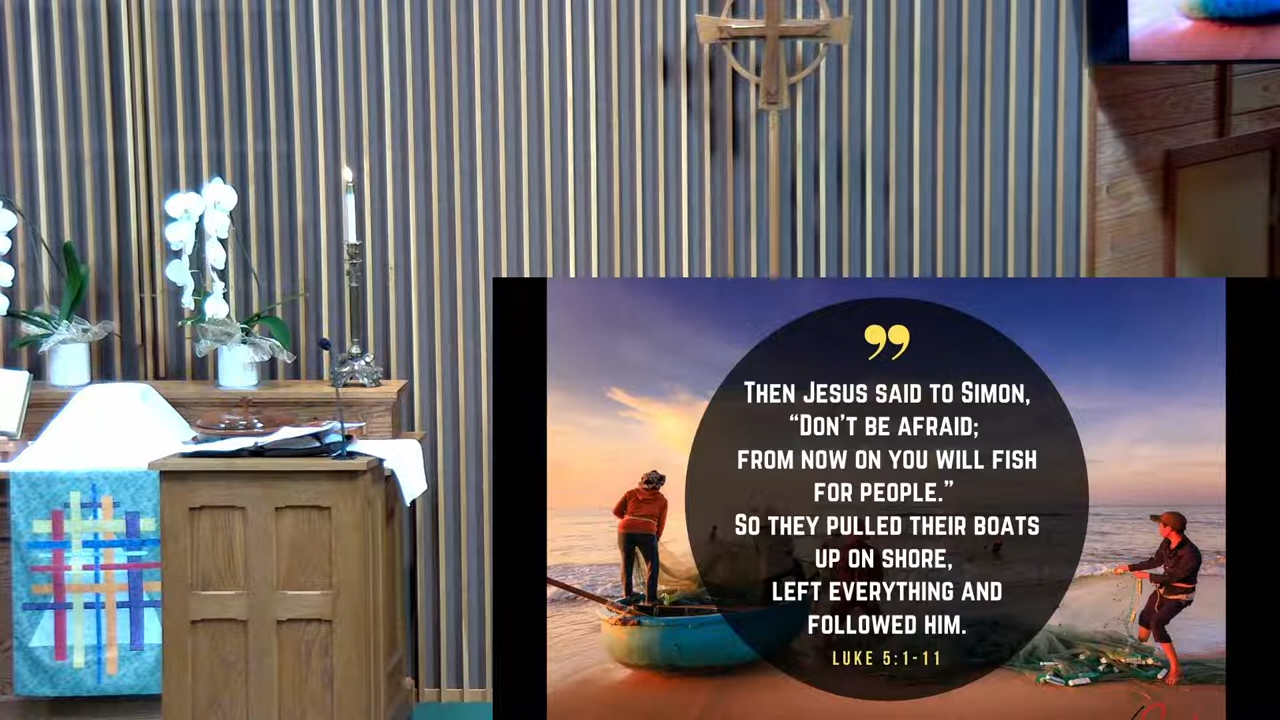 ”
Then Jesus said to Simon,
“Don’t be afraid;
from now on you will fish
for people.”
So they pulled their boats
up on shore,
left everything and
followed him.
Luke 5:1-11